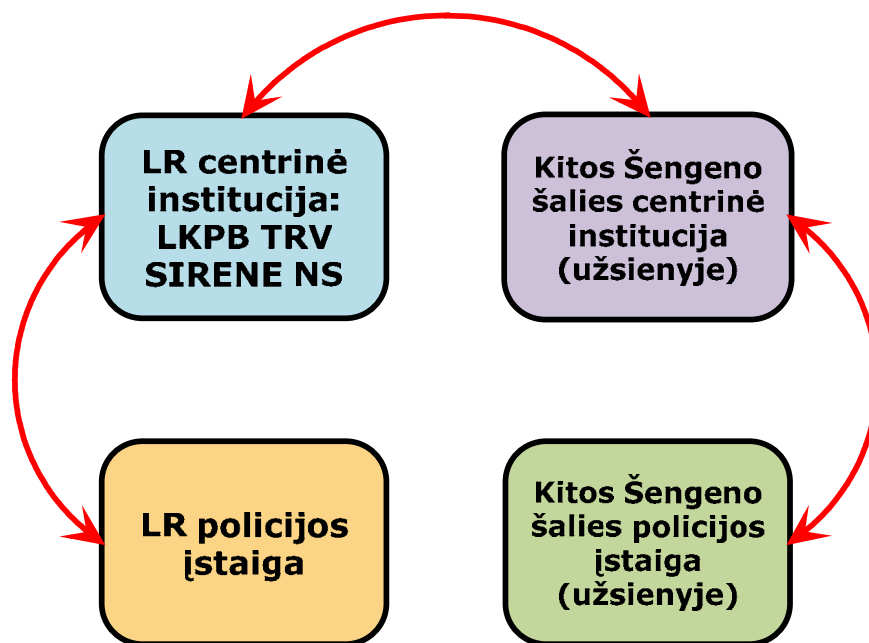 LR centrinė
institucija:
LKPB TRV
SIRENE NS
Kitos Šengeno
šalies centrinė
institucija
(užsienyje)
LR policijos
įstaiga
Kitos Šengeno
šalies policijos
įstaiga
(užsienyje)